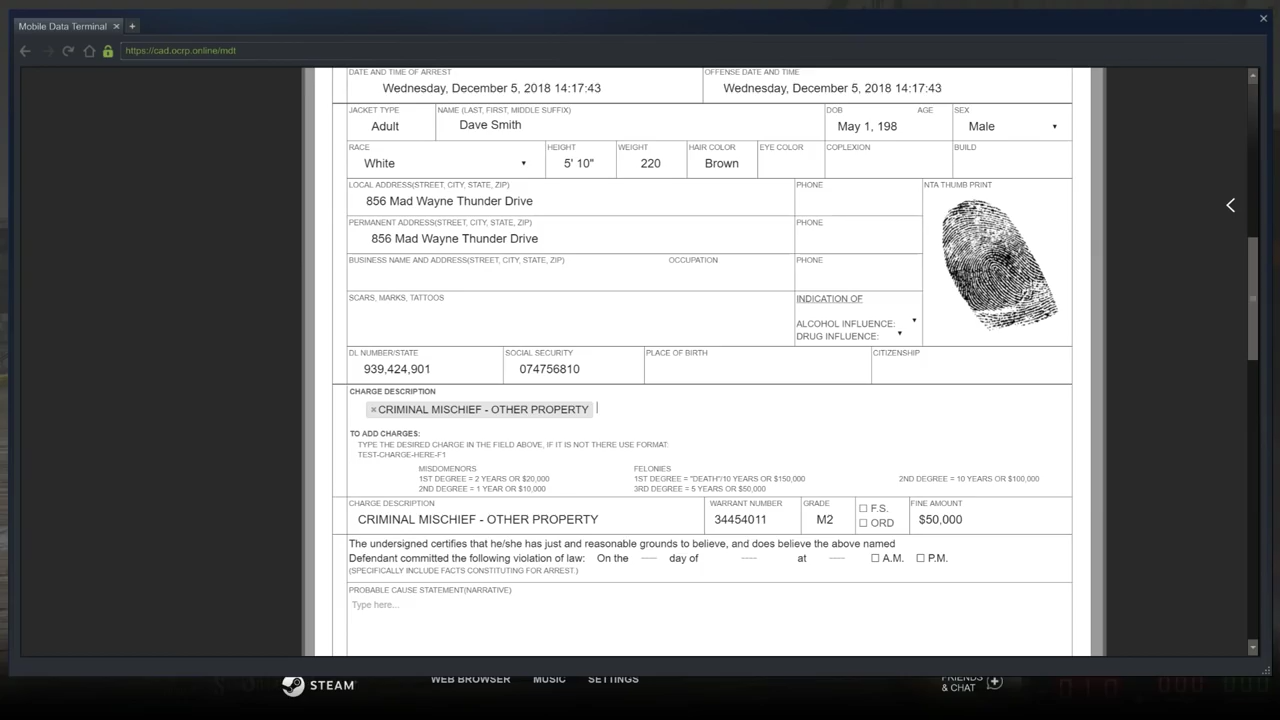 Mobile Data Terminal × +
https://cad.ocrp.online/mdt
DATE AND TIME OF ARREST OFFENSE DATE AND TIME
Wednesday, December 5, 2018 14:17:43 Wednesday, December 5, 2018 14:17:43
JACKET TYPE NAME (LAST, FIRST, MIDDLE SUFFIX) DOB AGE SEX
Adult Dave Smith May 1, 198 Male
RACE HEIGHT WEIGHT HAIR COLOR EYE COLOR COPLEXION BUILD
White 5' 10" 220 Brown
LOCAL ADDRESS(STREET, CITY, STATE, ZIP) PHONE NTA THUMB PRINT
856 Mad Wayne Thunder Drive
PERMANENT ADDRESS(STREET, CITY, STATE, ZIP) PHONE
856 Mad Wayne Thunder Drive
BUSINESS NAME AND ADDRESS(STREET, CITY, STATE, ZIP) OCCUPATION PHONE
SCARS, MARKS, TATTOOS INDICATION OF
ALCOHOL INFLUENCE:
DRUG INFLUENCE:
DL NUMBER/STATE SOCIAL SECURITY PLACE OF BIRTH CITIZENSHIP
939,424,901 074756810
CHARGE DESCRIPTION
×CRIMINAL MISCHIEF - OTHER PROPERTY
TO ADD CHARGES:
TYPE THE DESIRED CHARGE IN THE FIELD ABOVE, IF IT IS NOT THERE USE FORMAT:
TEST-CHARGE-HERE-F1
MISDOMENORS FELONIES
1ST DEGREE = 2 YEARS OR $20,000 1ST DEGREE = "DEATH"/10 YEARS OR $150,000 2ND DEGREE = 10 YEARS OR $100,000
2ND DEGREE = 1 YEAR OR $10,000 3RD DEGREE = 5 YEARS OR $50,000
CHARGE DESCRIPTION WARRANT NUMBER GRADE F.S. FINE AMOUNT
CRIMINAL MISCHIEF - OTHER PROPERTY 34454011 M2 ORD $50,000
The undersigned certifies that he/she has just and reasonable grounds to believe, and does believe the above named
Defendant committed the following violation of law: On the ---- day of ---- at ---- A.M. P.M.
(SPECIFICALLY INCLUDE FACTS CONSTITUTING FOR ARREST.)
PROBABLE CAUSE STATEMENT(NARRATIVE)
Type here...
STEAM WEB BROWSER MUSIC SETTINGS FRIENDS
& CHAT